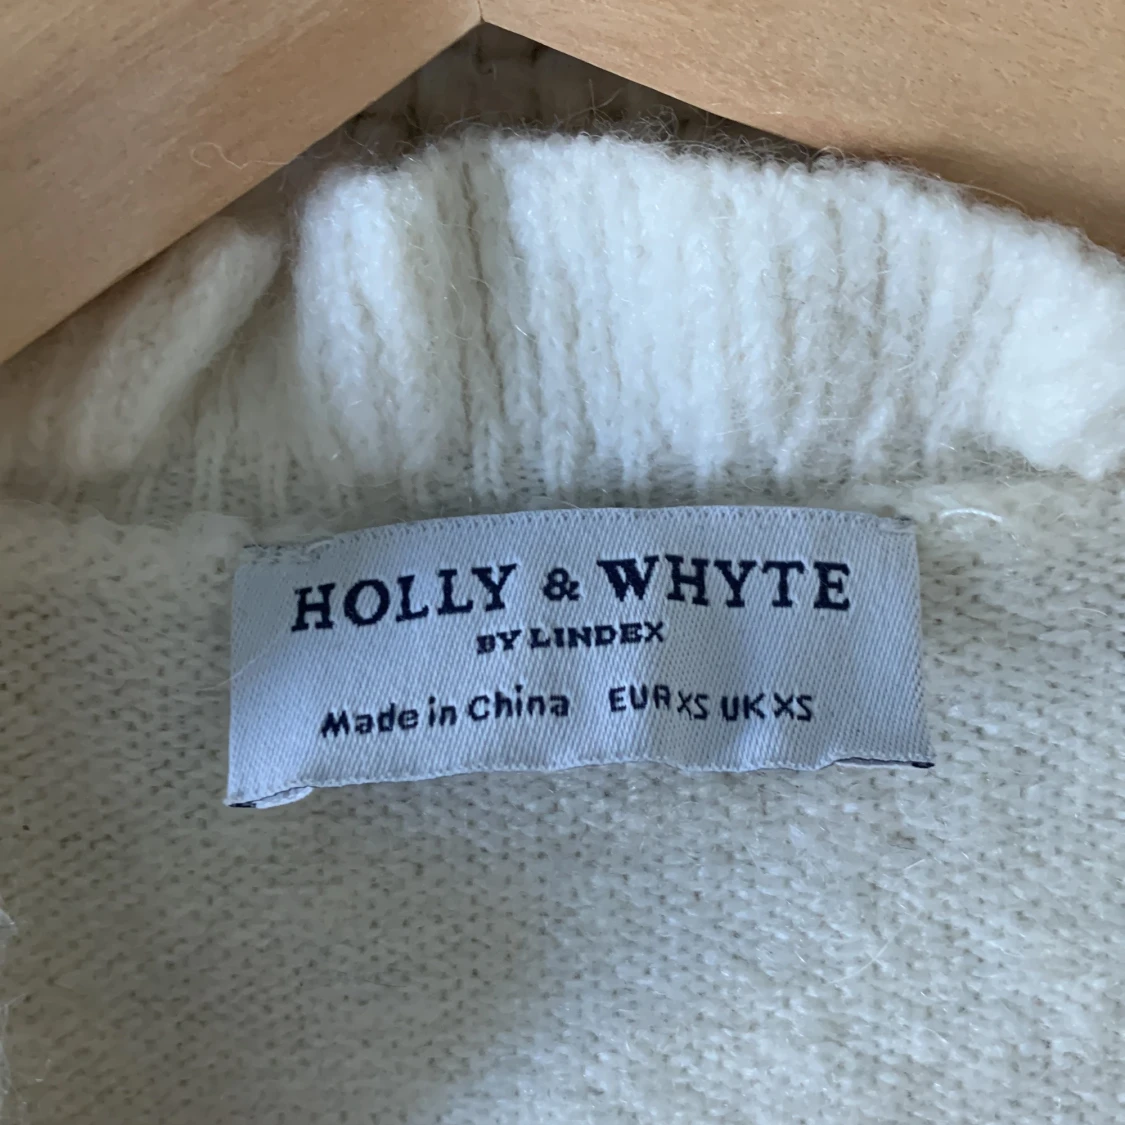 HOLLY & WHYTE
BY LINDEX
Made in China EUR XS UK XS